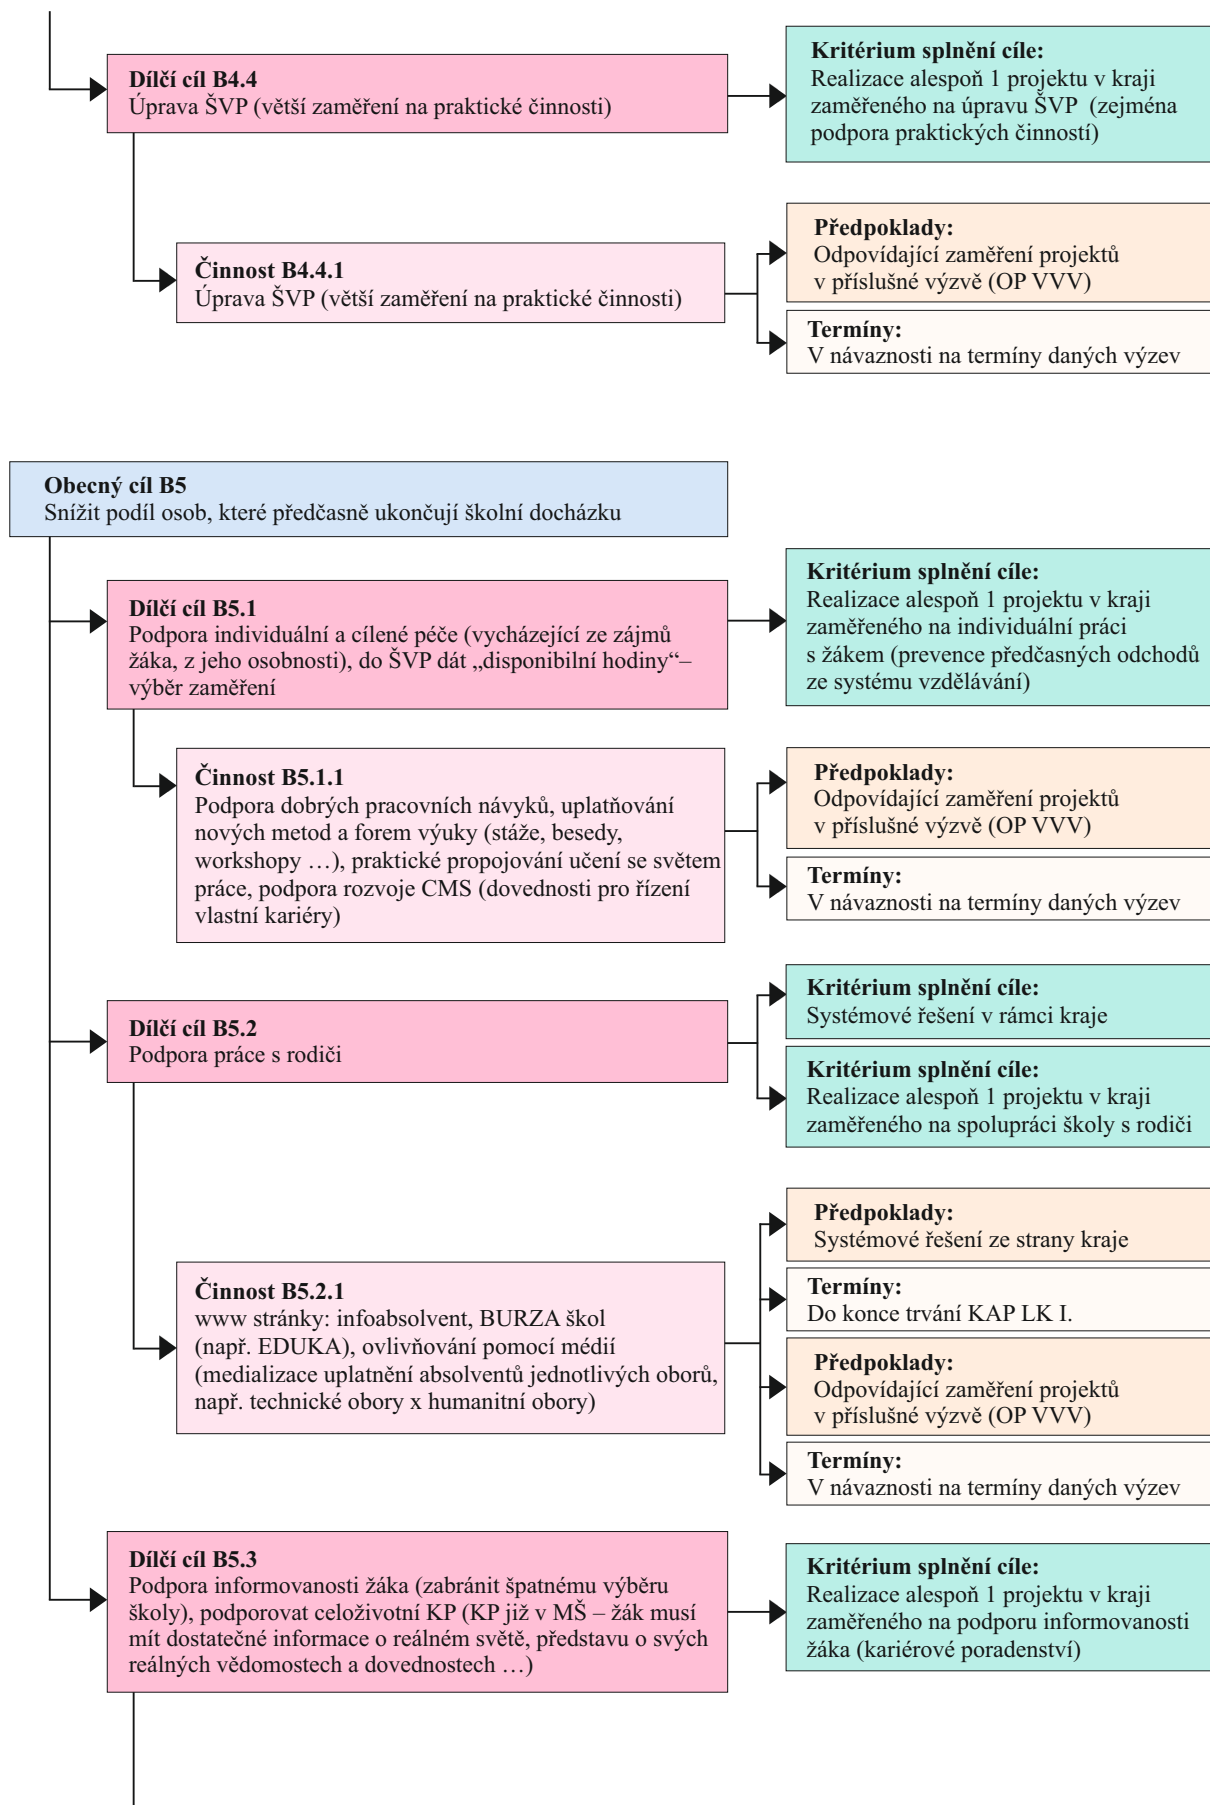 Dílčí cíl B4.4
Úprava ŠVP (větší zaměření na praktické činnosti)
Kritérium splnění cíle:
Realizace alespoň 1 projektu v kraji
zaměřeného na úpravu ŠVP (zejména
podpora praktických činností)
Činnost B4.4.1
Úprava ŠVP (větší zaměření na praktické činnosti)
Předpoklady:
Odpovídající zaměření projektů
v příslušné výzvě (OP VVV)
Termíny:
V návaznosti na termíny daných výzev
Obecný cíl B5
Snížit podíl osob, které předčasně ukončují školní docházku
Dílčí cíl B5.1
Podpora individuální a cílené péče (vycházející ze zájmů
žáka, z jeho osobnosti), do ŠVP dát „disponibilní hodiny“–
výběr zaměření
Kritérium splnění cíle:
Realizace alespoň 1 projektu v kraji
zaměřeného na individuální práci
s žákem (prevence předčasných odchodů
ze systému vzdělávání)
Činnost B5.1.1
Podpora dobrých pracovních návyků, uplatňování
nových metod a forem výuky (stáže, besedy,
workshopy …), praktické propojování učení se světem
práce, podpora rozvoje CMS (dovednosti pro řízení
vlastní kariéry)
Předpoklady:
Odpovídající zaměření projektů
v příslušné výzvě (OP VVV)
Termíny:
V návaznosti na termíny daných výzev
Dílčí cíl B5.2
Podpora práce s rodiči
Kritérium splnění cíle:
Systémové řešení v rámci kraje
Kritérium splnění cíle:
Realizace alespoň 1 projektu v kraji
zaměřeného na spolupráci školy s rodiči
Činnost B5.2.1
www stránky: infoabsolvent, BURZA škol
(např. EDUKA), ovlivňování pomocí médií
(medializace uplatnění absolventů jednotlivých oborů,
např. technické obory x humanitní obory)
Předpoklady:
Systémové řešení ze strany kraje
Termíny:
Do konce trvání KAP LK I.
Předpoklady:
Odpovídající zaměření projektů
v příslušné výzvě (OP VVV)
Termíny:
V návaznosti na termíny daných výzev
Dílčí cíl B5.3
Podpora informovanosti žáka (zabránit špatnému výběru
školy), podporovat celoživotní KP (KP již v MŠ – žák musí
mít dostatečné informace o reálném světě, představu o svých
reálných vědomostech a dovednostech …)
Kritérium splnění cíle:
Realizace alespoň 1 projektu v kraji
zaměřeného na podporu informovanosti
žáka (kariérové poradenství)